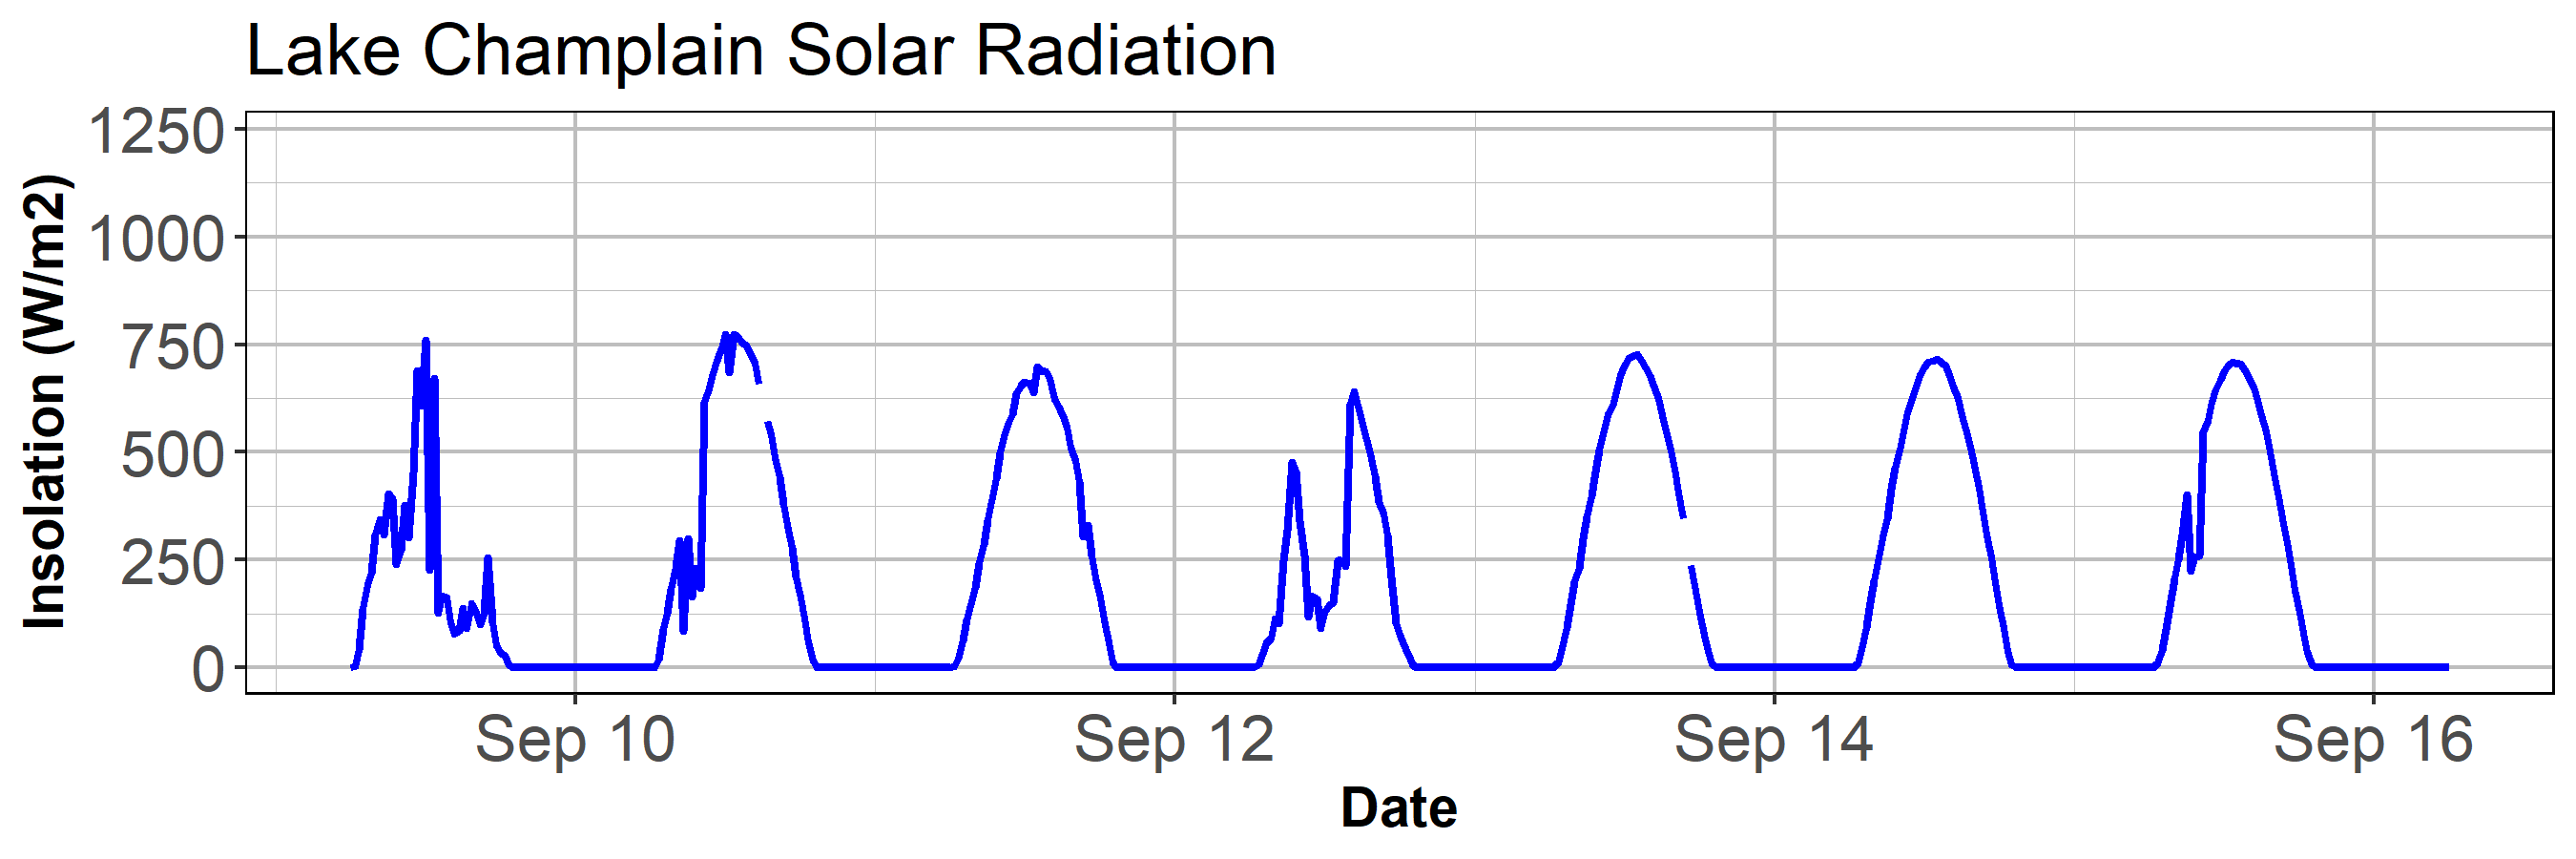 Lake Champlain Solar Radiation
Insolation (W/m2)
1250
1000
750
500
250
0
Sep 10 Sep 12 Sep 14 Sep 16
Date